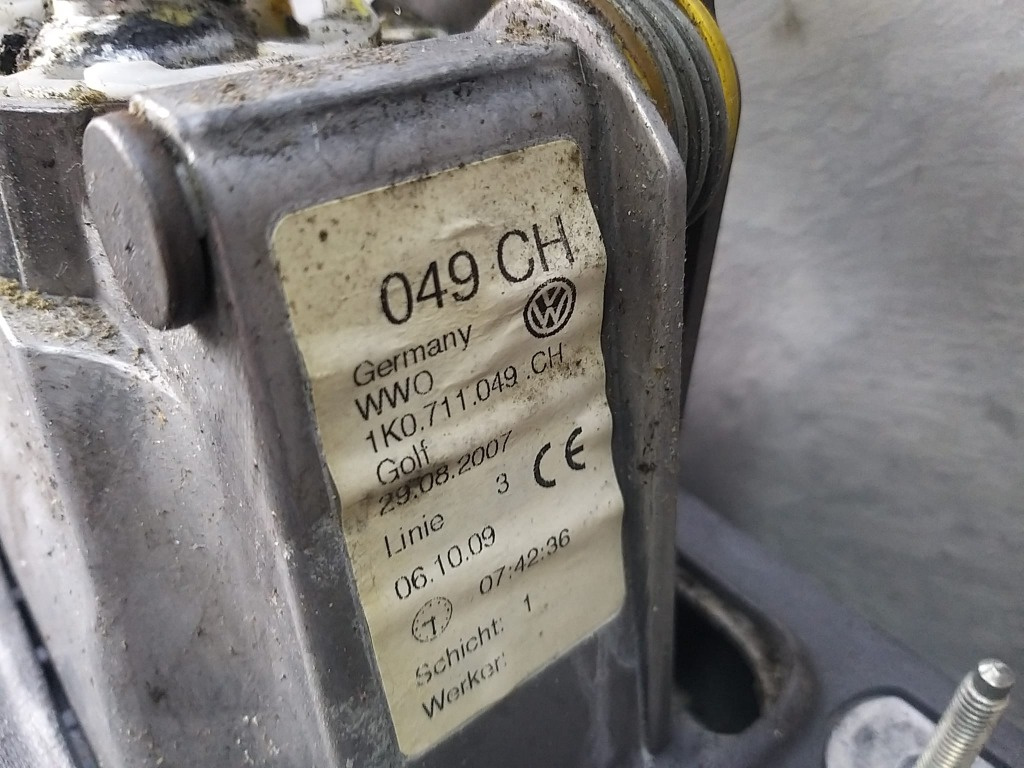 049 CH
Germany
WWO
1K0.711.049 CH
Golf
29.08.2007
Linie 3 CE
06.10.09
07:42:36
Schicht: 1
Werker: